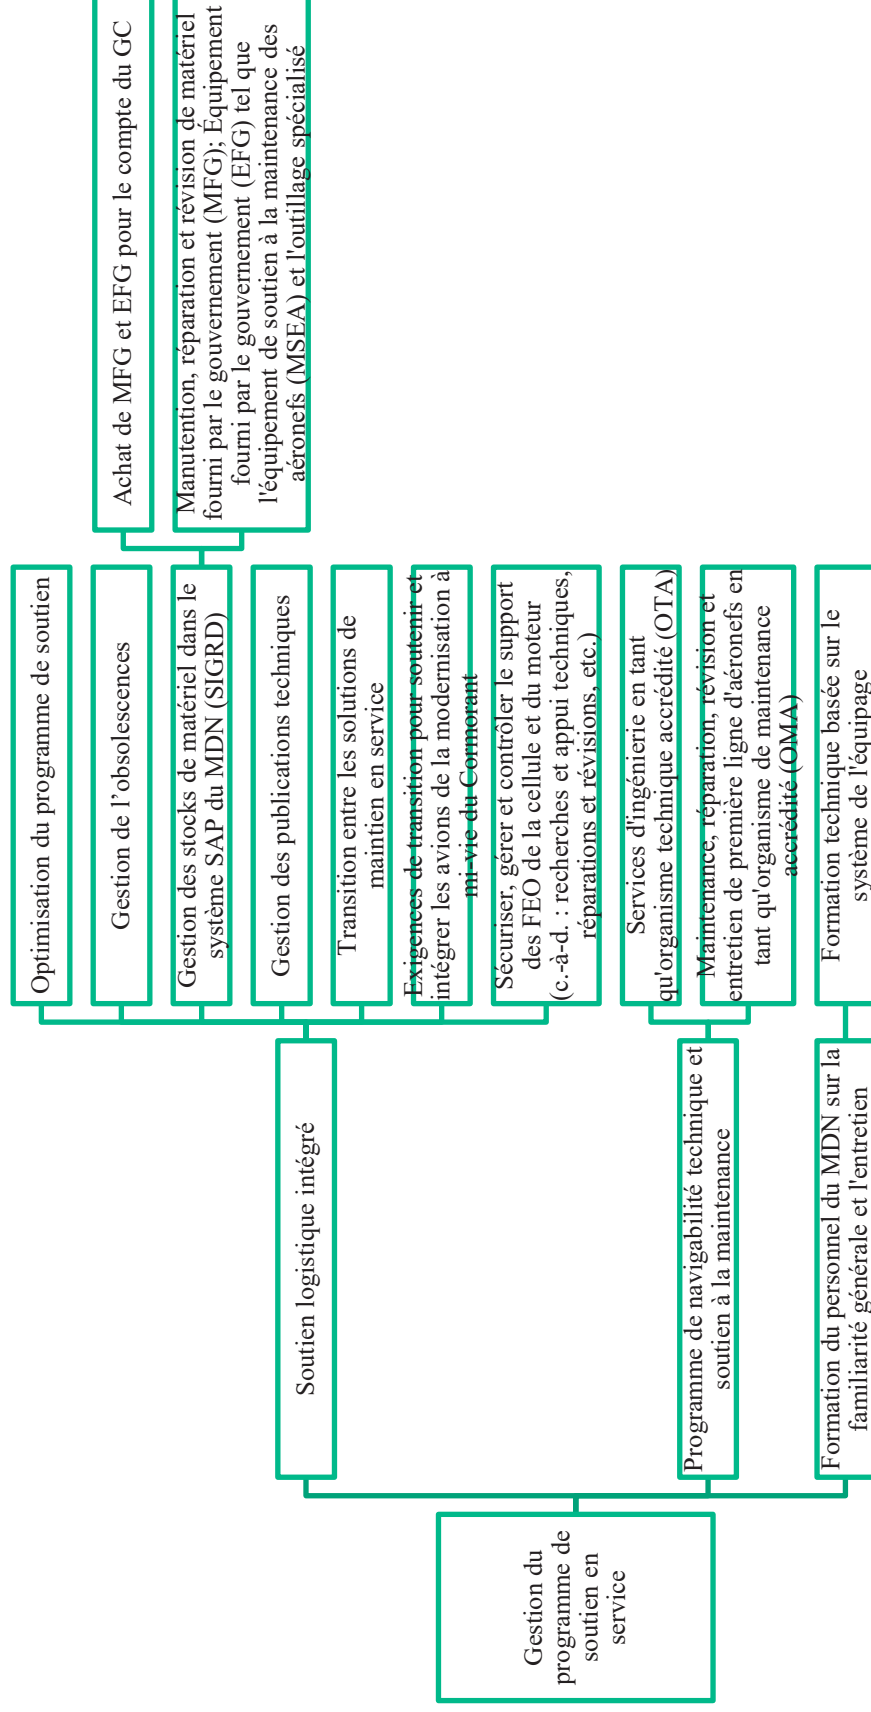 Gestion du
programme de
soutien en
service
Soutien logistique intégré
Optimisation du programme de soutien
Gestion de l’obsolescences
Gestion des stocks de matériel dans le
système SAP du MDN (SIGRD)
Achat de MFG et EFG pour le compte du GC
Manutention, réparation et révision de matériel
fourni par le gouvernement (MFG); Équipement
fourni par le gouvernement (EFG) tel que
l'équipement de soutien à la maintenance des
aéronefs (MSEA) et l'outillage spécialisé
Gestion des publications techniques
Transition entre les solutions de
maintien en service
Exigences de transition pour soutenir et
intégrer les avions de la modernisation à
mi-vie du Cormorant
Sécuriser, gérer et contrôler le support
des FEO de la cellule et du moteur
(c.-à-d. : recherches et appui techniques,
réparations et révisions, etc.)
Programme de navigabilité technique et
soutien à la maintenance
Services d'ingénierie en tant
qu'organisme technique accrédité (OTA)
Maintenance, réparation, révision et
entretien de première ligne d'aéronefs en
tant qu'organisme de maintenance
accrédité (OMA)
Formation du personnel du MDN sur la
familiarité générale et l'entretien
Formation technique basée sur le
système de l'équipage